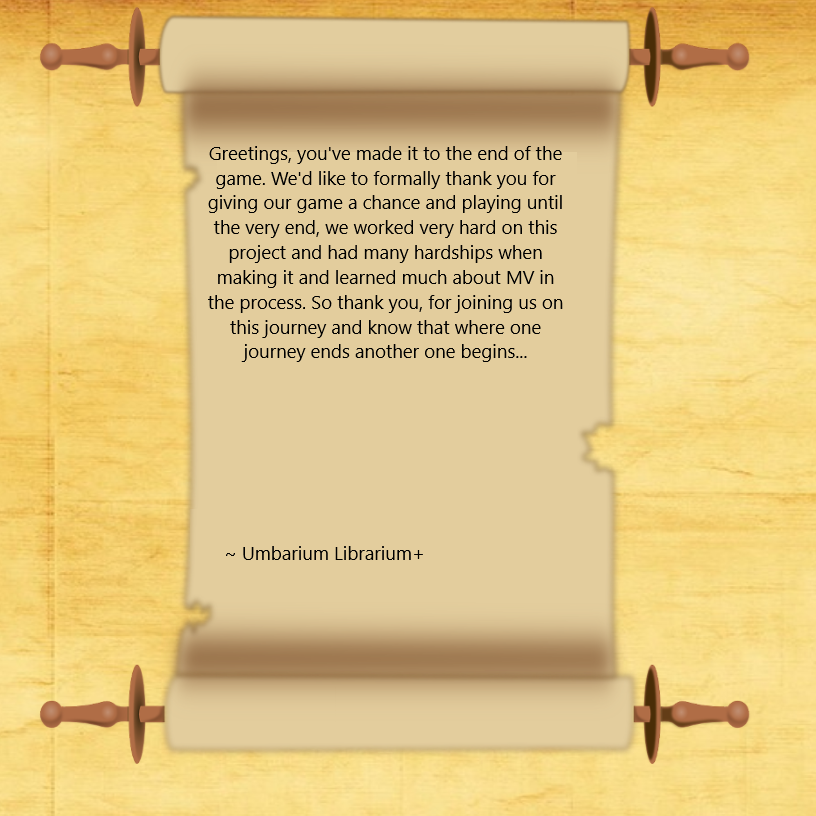 Greetings, you've made it to the end of the
game. We'd like to formally thank you for
giving our game a chance and playing until
the very end, we worked very hard on this
project and had many hardships when
making it and learned much about MV in
the process. So thank you, for joining us on
this journey and know that where one
journey ends another one begins...
~ Umbarium Librarium+